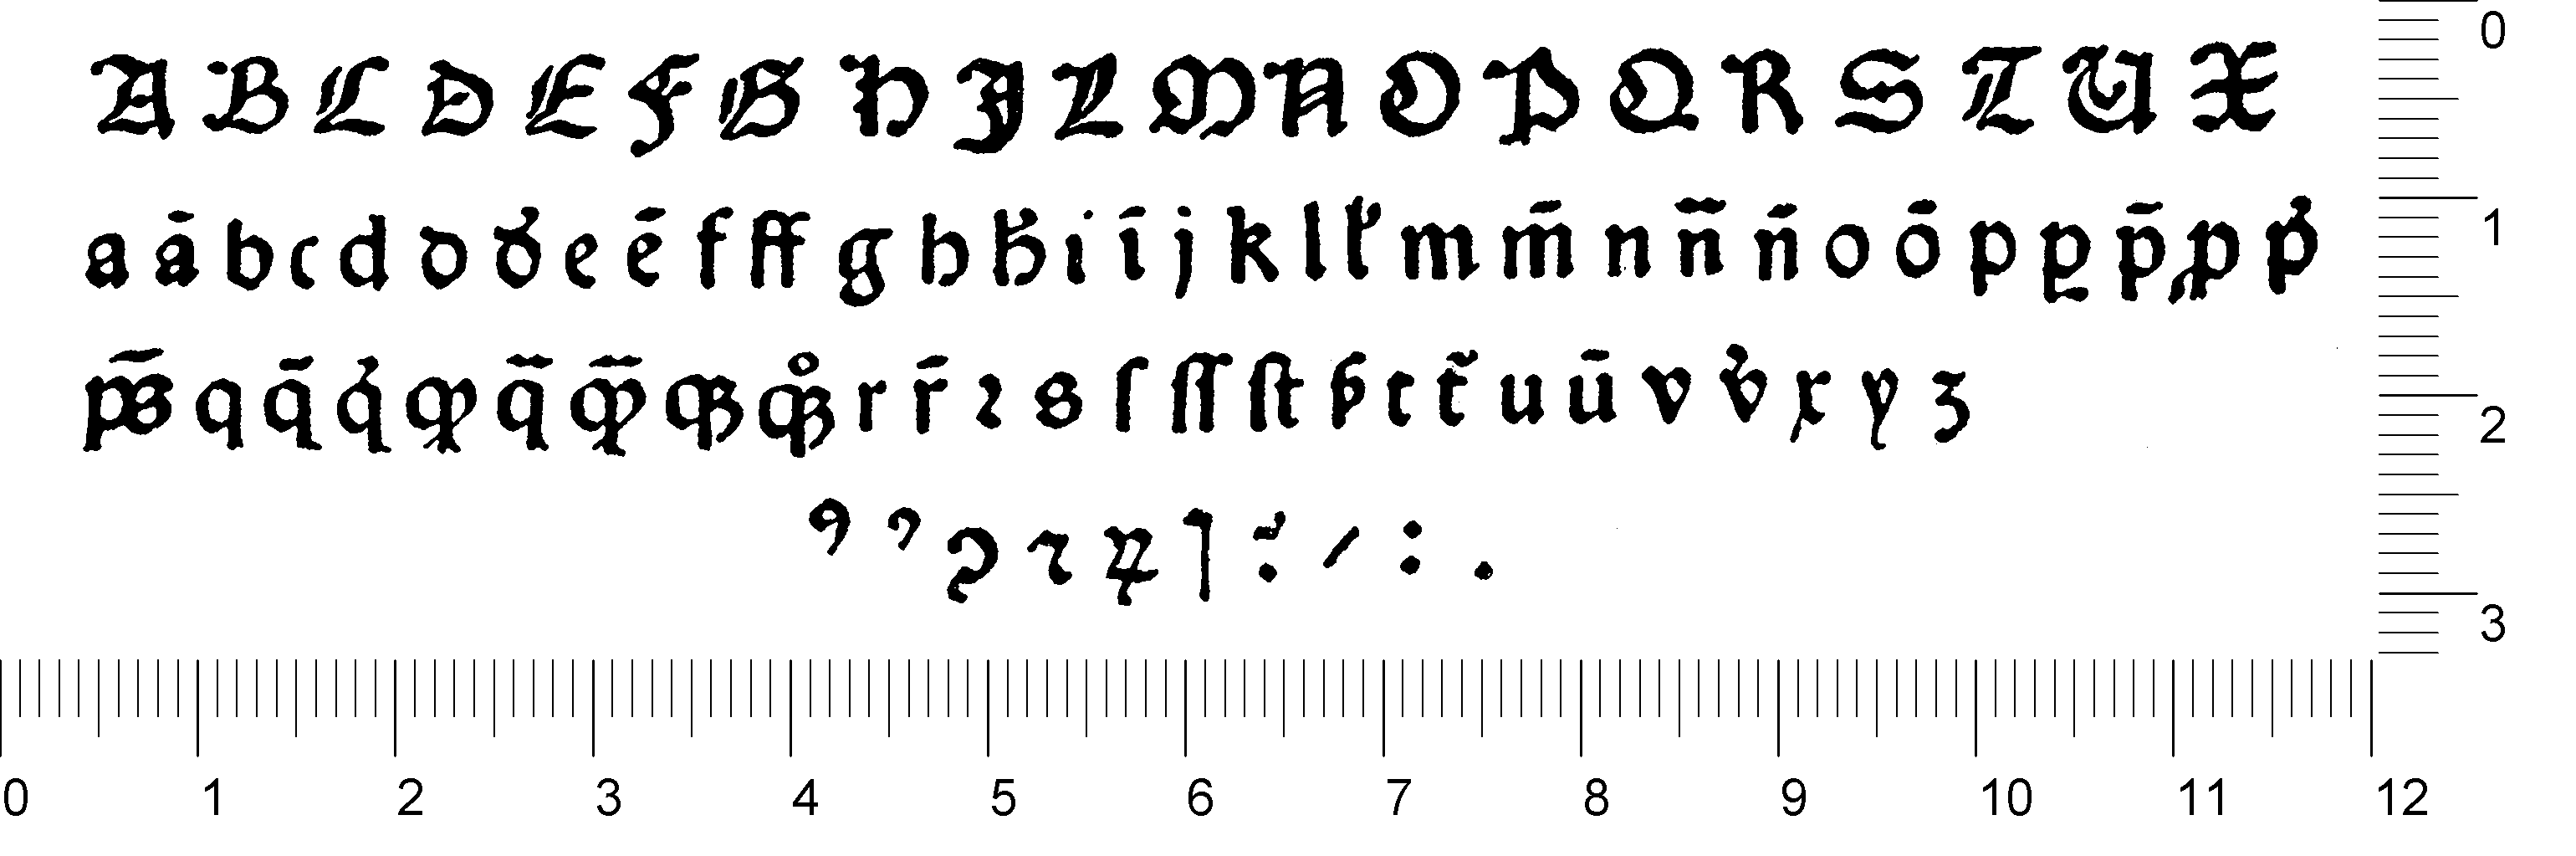 A B C D E F G H J L M N O P Q R S T U X
a ā b c d d e ē f ff g h i ī j k l m m̄ n ñ n̄ o ō p ꝑ p̄ ꝓ
q q̄ r r̄ ꝛ s ſ ſſ ſt t u ū v x y z
ꝰ : .
0
1
2
3
0 1 2 3 4 5 6 7 8 9 10 11 12